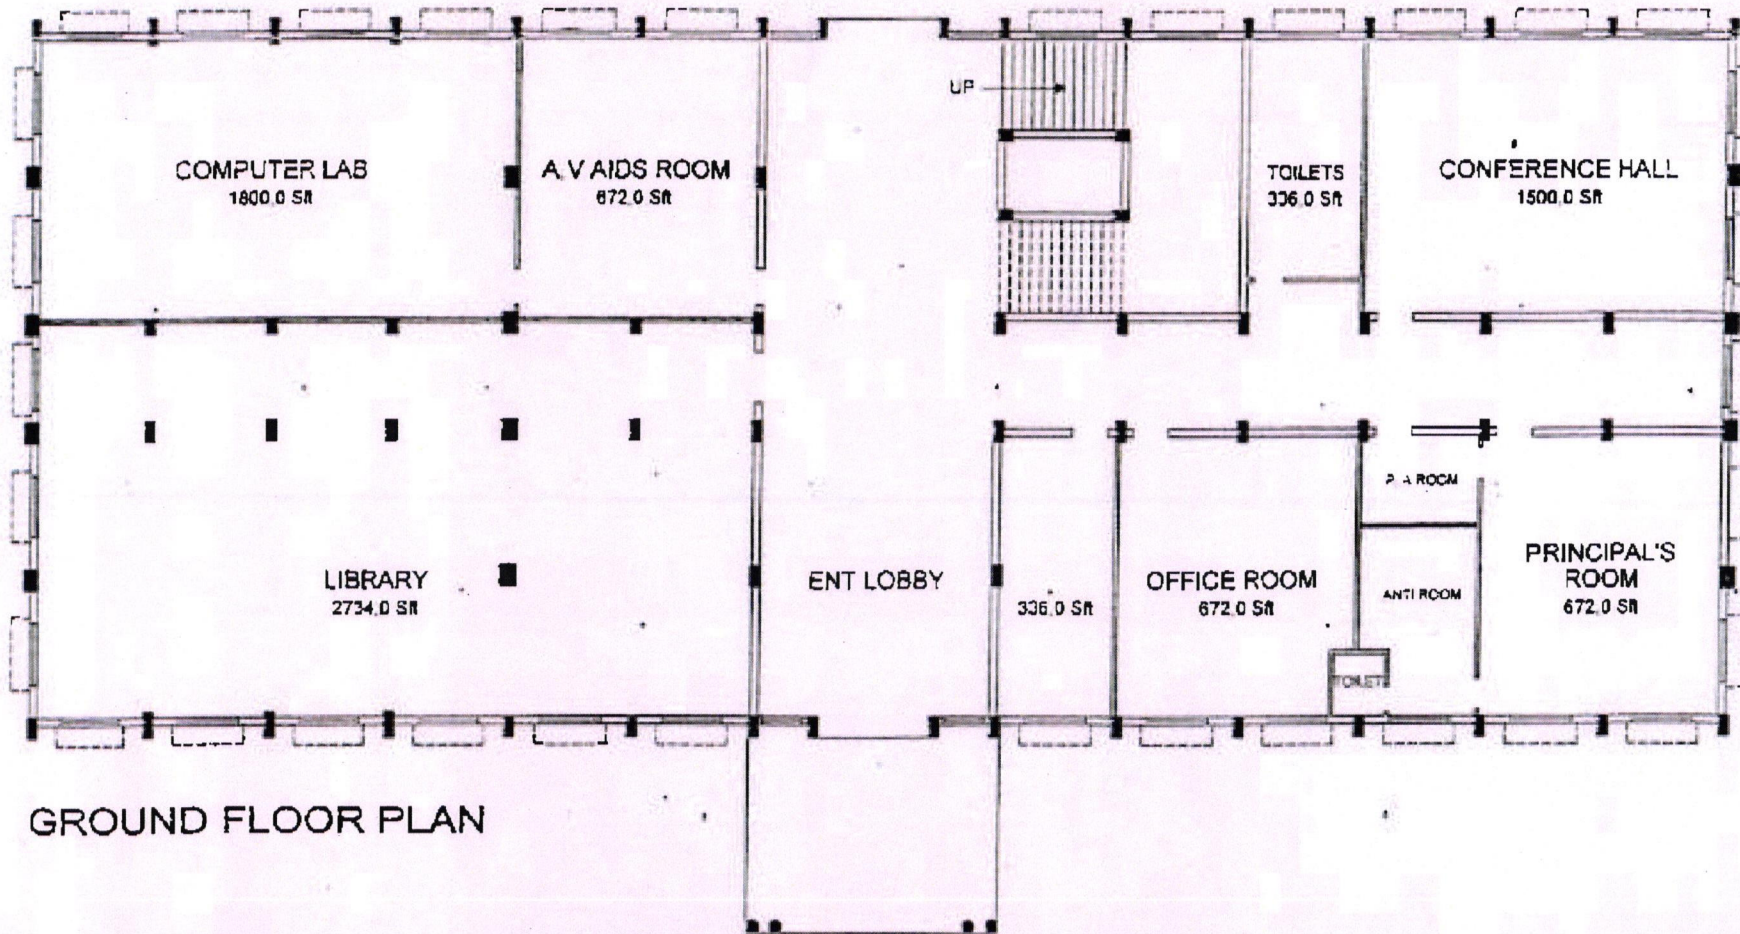 UP
COMPUTER LAB
1800.0 Sft
A.V AIDS ROOM
672.0 Sft
TOILETS
336.0 Sft
CONFERENCE HALL
1500.0 Sft
P. A ROOM
LIBRARY
2734.0 Sft
ENT LOBBY
336.0 Sft
OFFICE ROOM
672.0 Sft
ANTI ROOM
PRINCIPAL'S
ROOM
672.0 Sft
TOILET
GROUND FLOOR PLAN